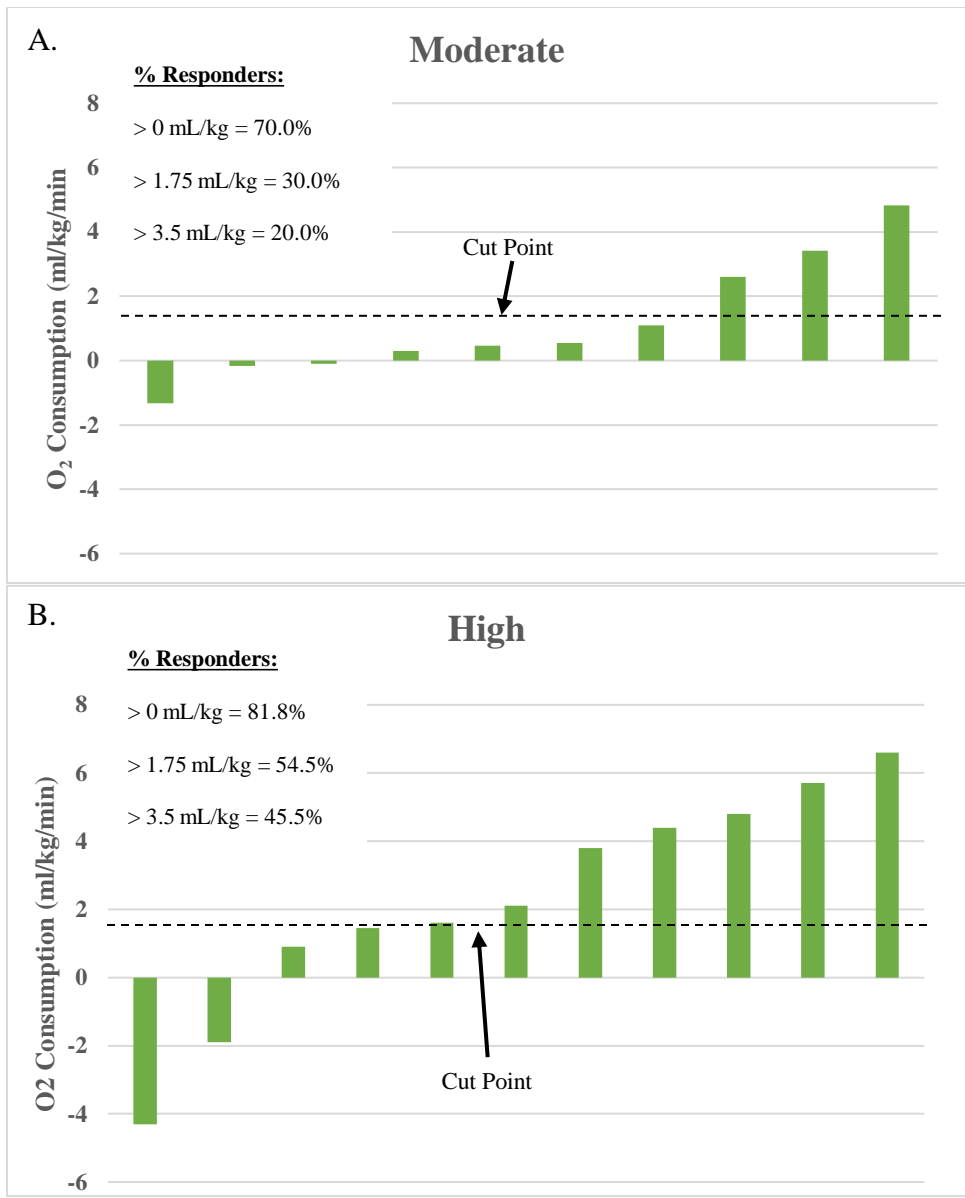 A.
Moderate
% Responders:
> 0 mL/kg = 70.0%
> 1.75 mL/kg = 30.0%
> 3.5 mL/kg = 20.0%
Cut Point
O₂ Consumption (ml/kg/min
8
6
4
2
0
-2
-4
-6
B.
High
% Responders:
> 0 mL/kg = 81.8%
> 1.75 mL/kg = 54.5%
> 3.5 mL/kg = 45.5%
O2 Consumption (ml/kg/min)
8
6
4
2
0
-2
-4
-6
Cut Point